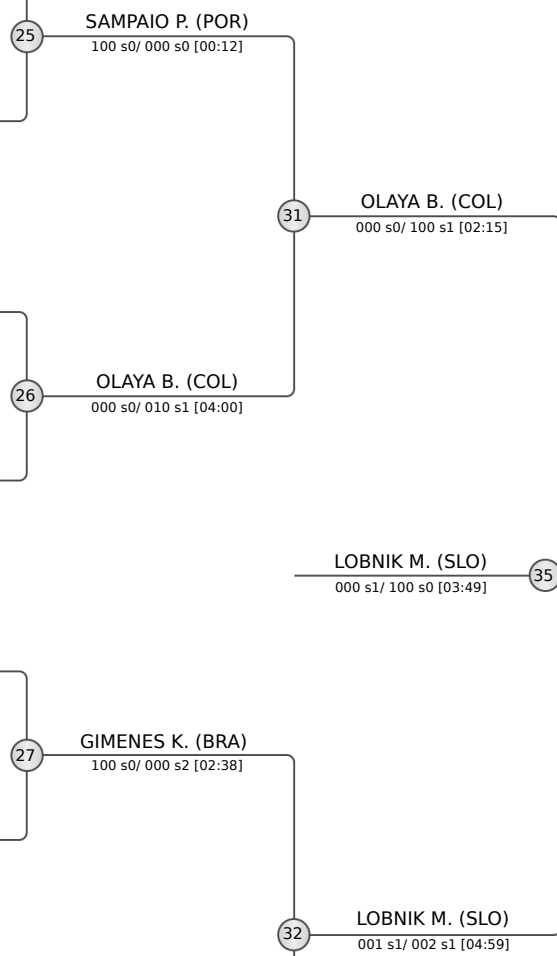 25
SAMPAIO P. (POR)
100 s0/ 000 s0 [00:12]
31
OLAYA B. (COL)
000 s0/ 100 s1 [02:15]
26
OLAYA B. (COL)
000 s0/ 010 s1 [04:00]
LOBNIK M. (SLO)
000 s1/ 100 s0 [03:49]
35
27
GIMENES K. (BRA)
100 s0/ 000 s2 [02:38]
32
LOBNIK M. (SLO)
001 s1/ 002 s1 [04:59]